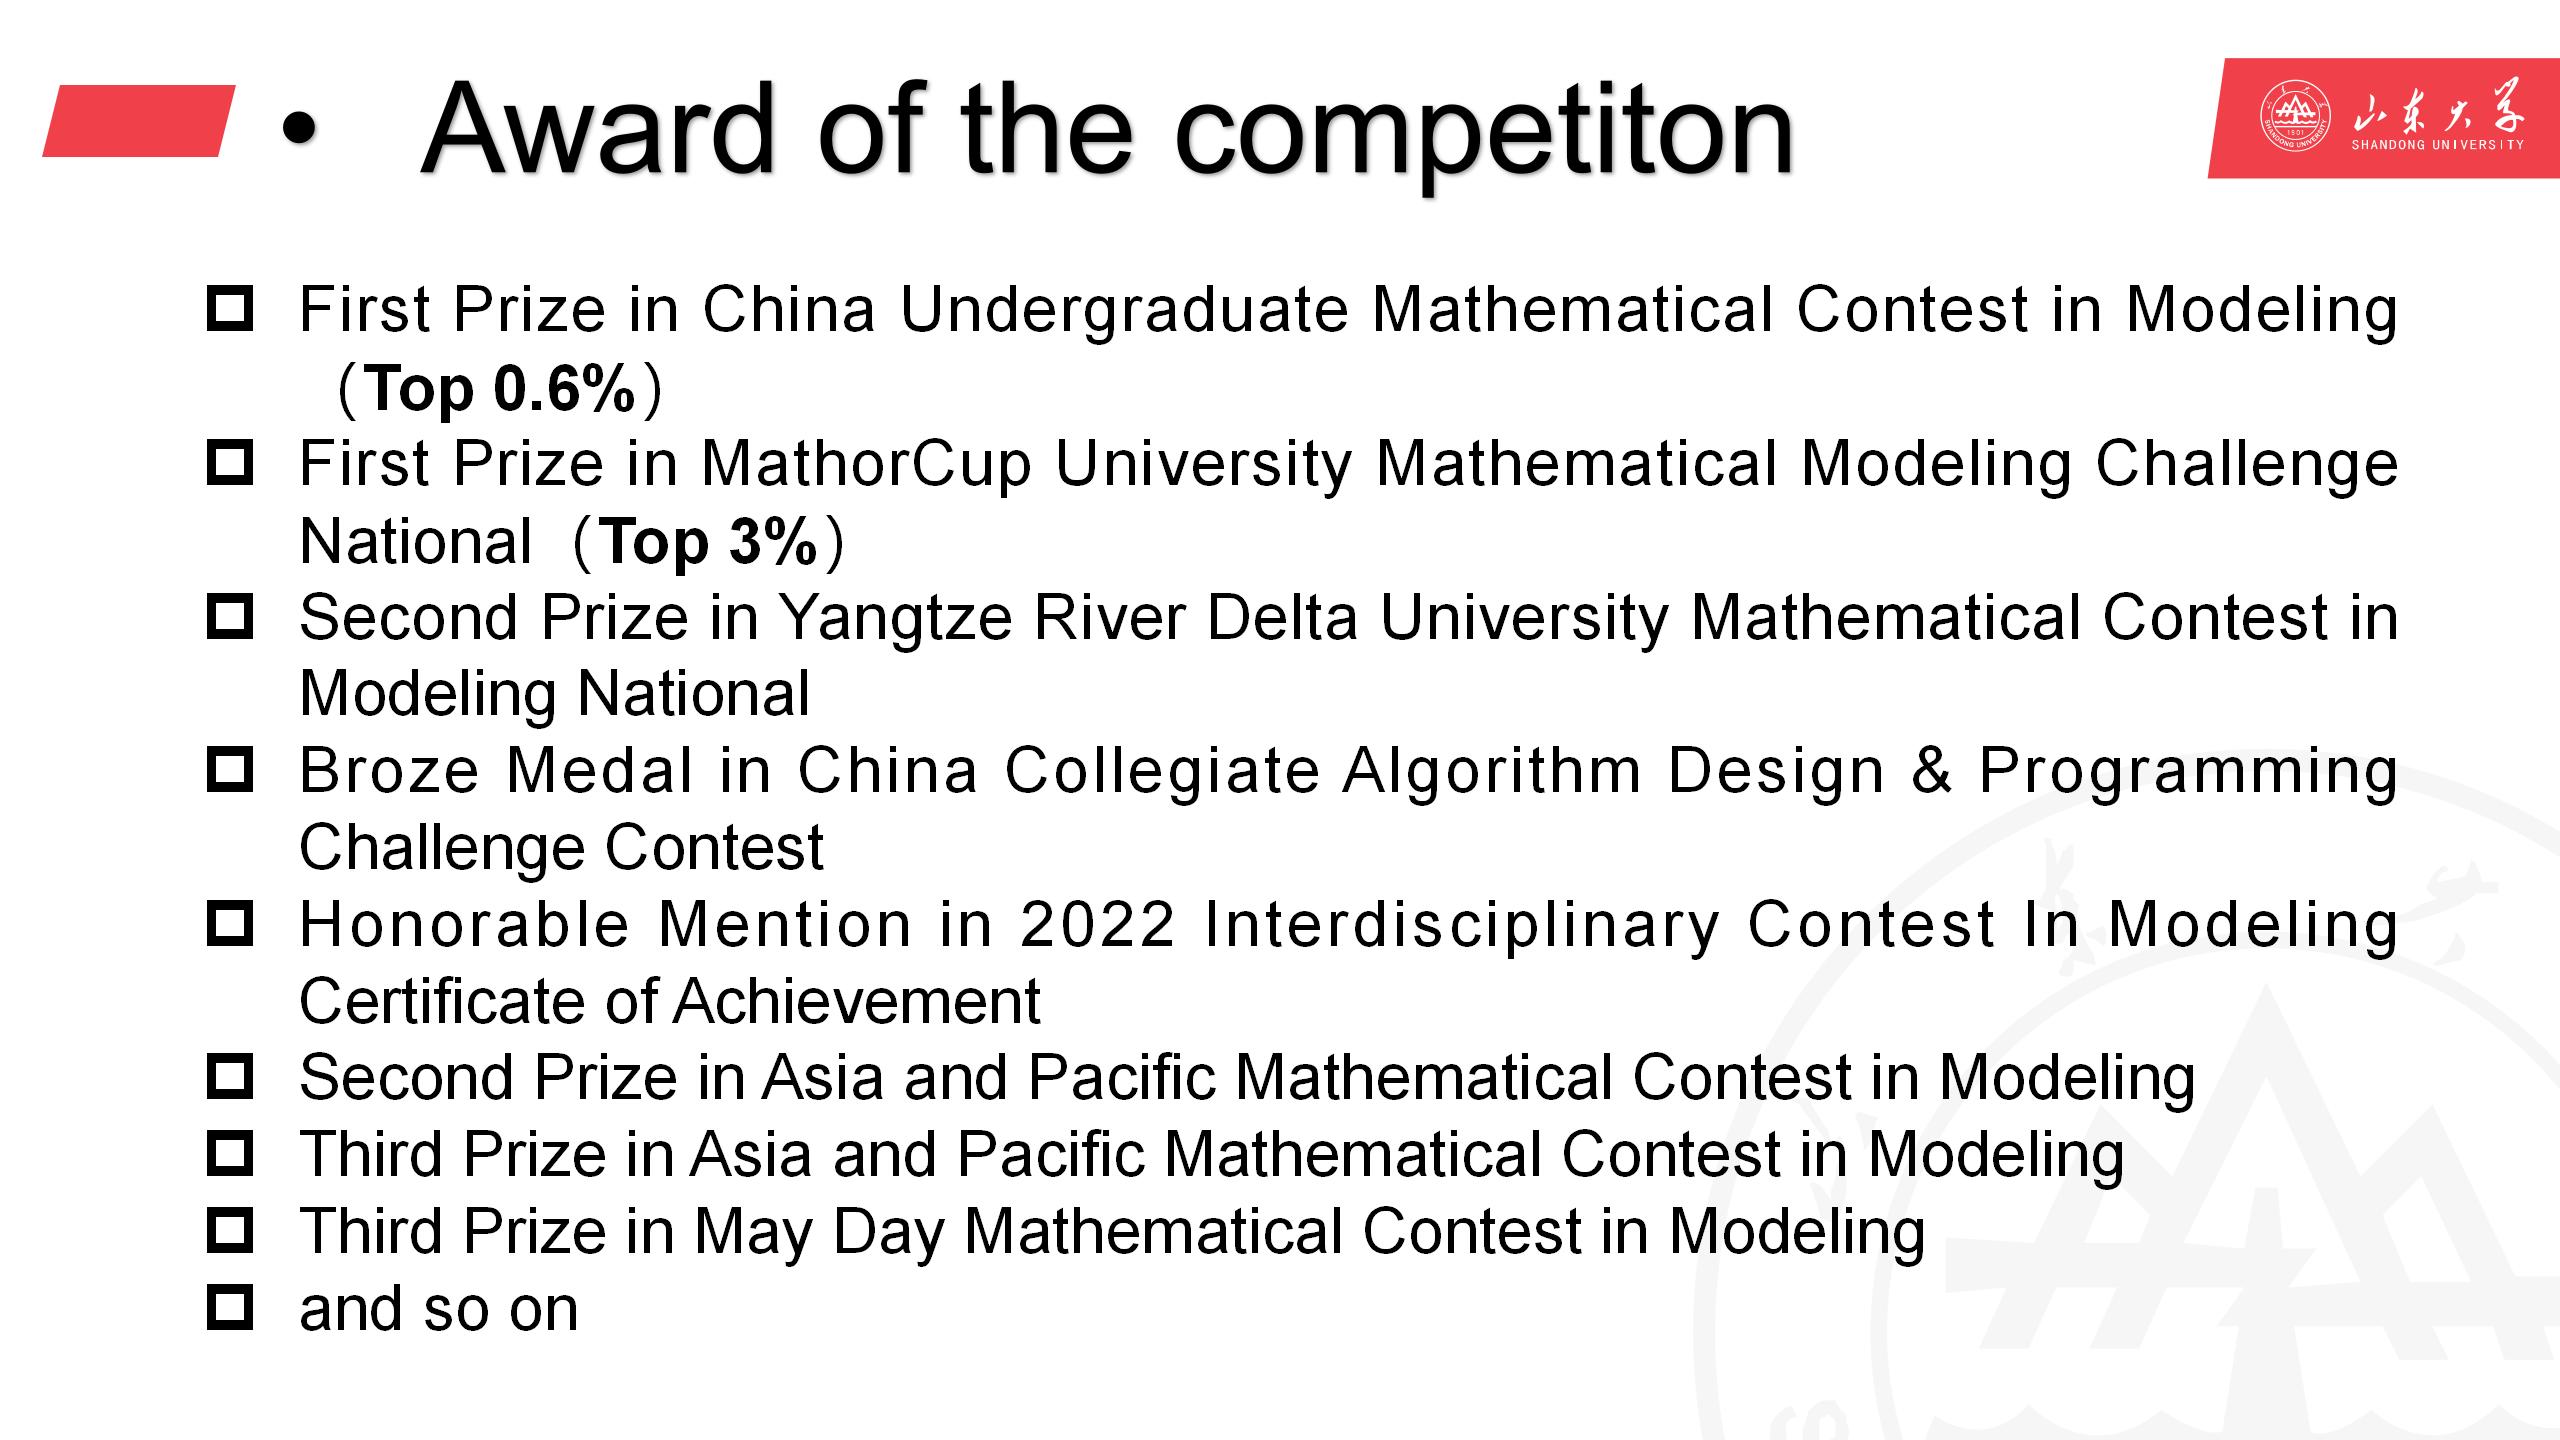 • Award of the competiton
山东大学
SHANDONG UNIVERSITY
First Prize in China Undergraduate Mathematical Contest in Modeling
（Top 0.6%）
First Prize in MathorCup University Mathematical Modeling Challenge
National （Top 3%）
Second Prize in Yangtze River Delta University Mathematical Contest in
Modeling National
Broze Medal in China Collegiate Algorithm Design & Programming
Challenge Contest
Honorable Mention in 2022 Interdisciplinary Contest In Modeling
Certificate of Achievement
Second Prize in Asia and Pacific Mathematical Contest in Modeling
Third Prize in Asia and Pacific Mathematical Contest in Modeling
Third Prize in May Day Mathematical Contest in Modeling
and so on